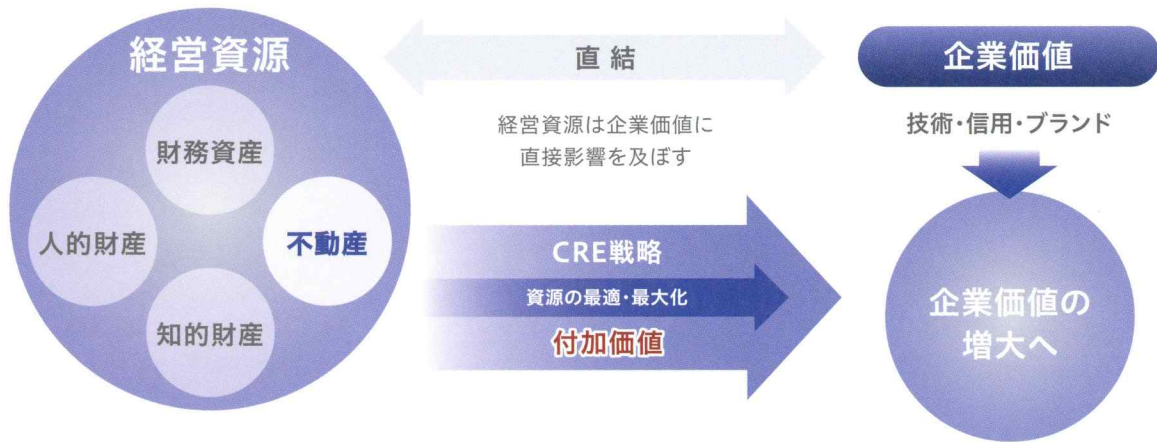 経営資源
財務資産
人的財産
不動産
知的財産
直結
経営資源は企業価値に
直接影響を及ぼす
CRE戦略
資源の最適・最大化
付加価値
企業価値
技術・信用・ブランド
企業価値の
増大へ